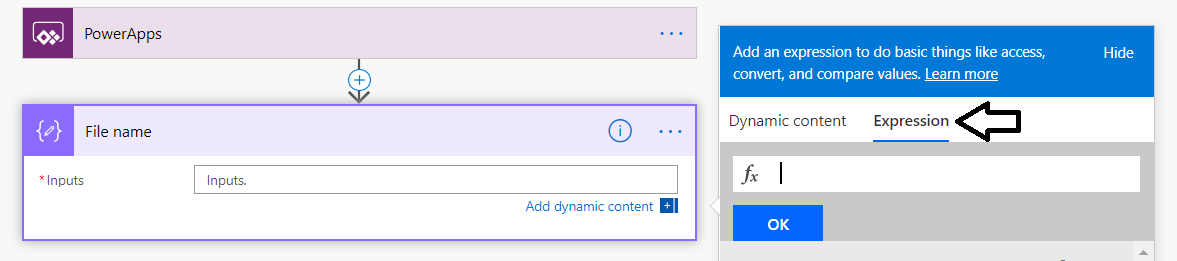 PowerApps
File name
*Inputs
Inputs.
Add dynamic content
Add an expression to do basic things like access,
convert, and compare values. Learn more
Hide
Dynamic content
Expression
fx
OK